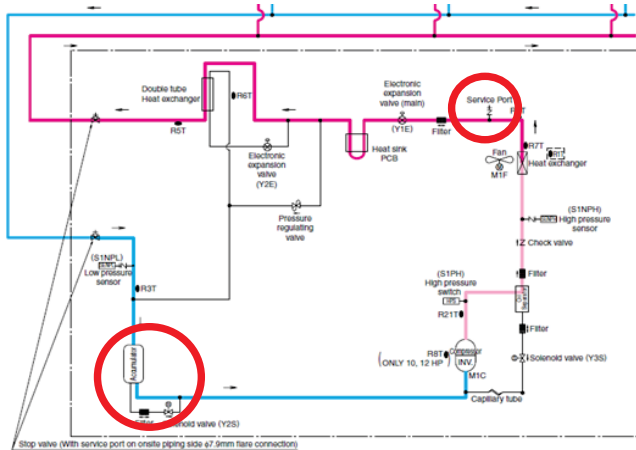 Double tube
Heat exchanger
R6T
R5T
Electronic
expansion
valve
(Y2E)
Pressure
regulating
valve
Heat sink
PCB
Electronic
expansion
valve (main)
(Y1E)
Filter
Service Port
Fan
M1F
R7T
R1T
Heat exchanger
(S1NPH)
High pressure
sensor
Check valve
Filter
(S1PH)
High pressure
switch
HPS
R21T
Oil
Separator
Filter
Solenoid valve (Y3S)
R8T
(ONLY 10, 12 HP)
Compressor
INV.
M1C
Capillary tube
(S1NPL)
Low pressure
sensor
R3T
Accumulator
Filter
Solenoid valve (Y2S)
Stop valve (With service port on onsite piping side φ7.9mm flare connection)